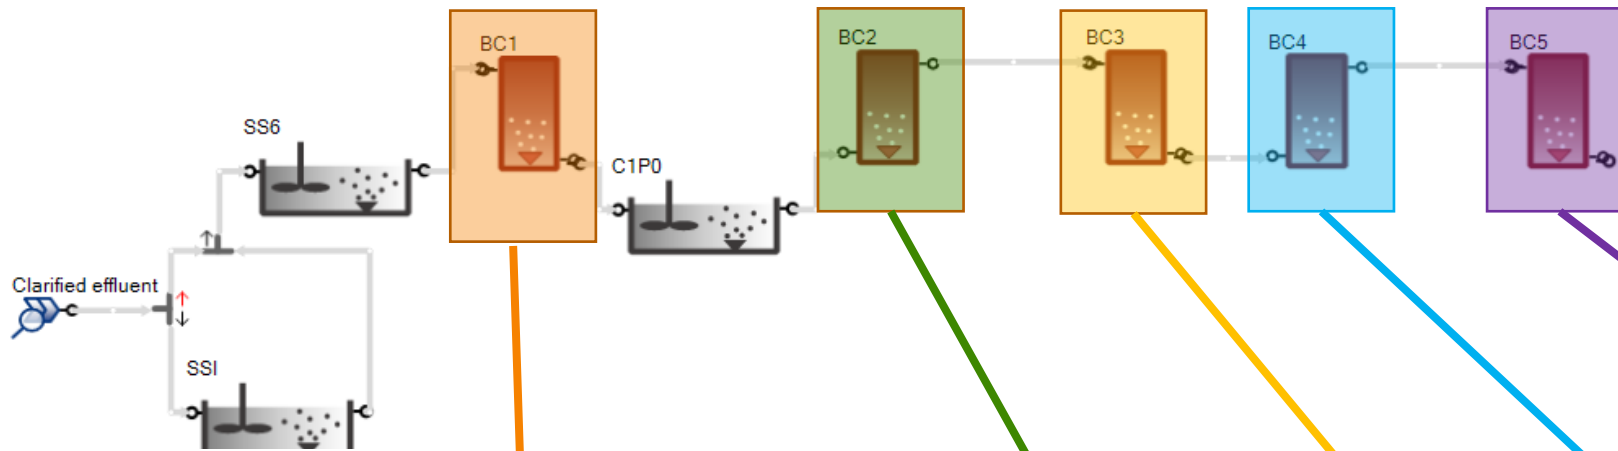 BC1
BC2
BC3
BC4
BC5
SS6
C1P0
Clarified effluent
SSI